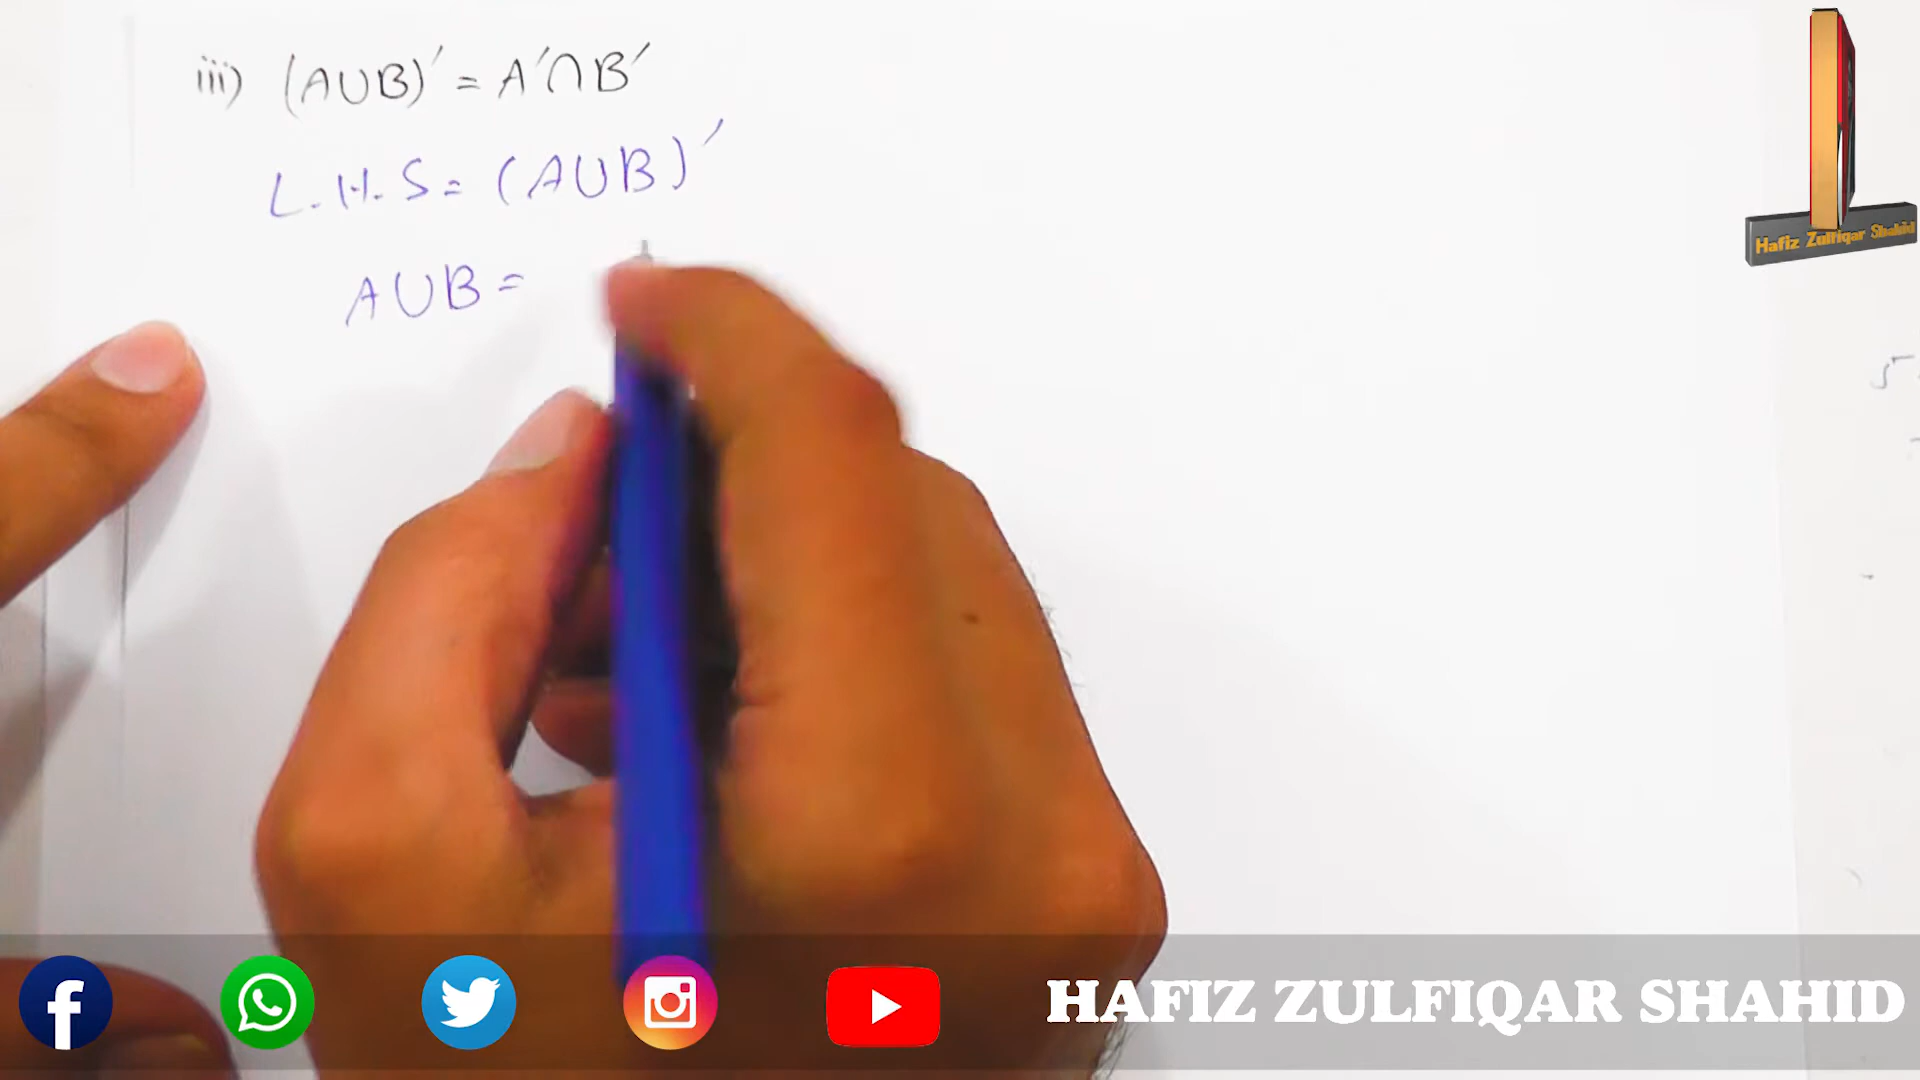 iii) (A∪B)′ = A′∩B′
L.H.S = (A∪B)′
A∪B =
Hafiz Zulfiqar Shahid
HAFIZ ZULFIQAR SHAHID